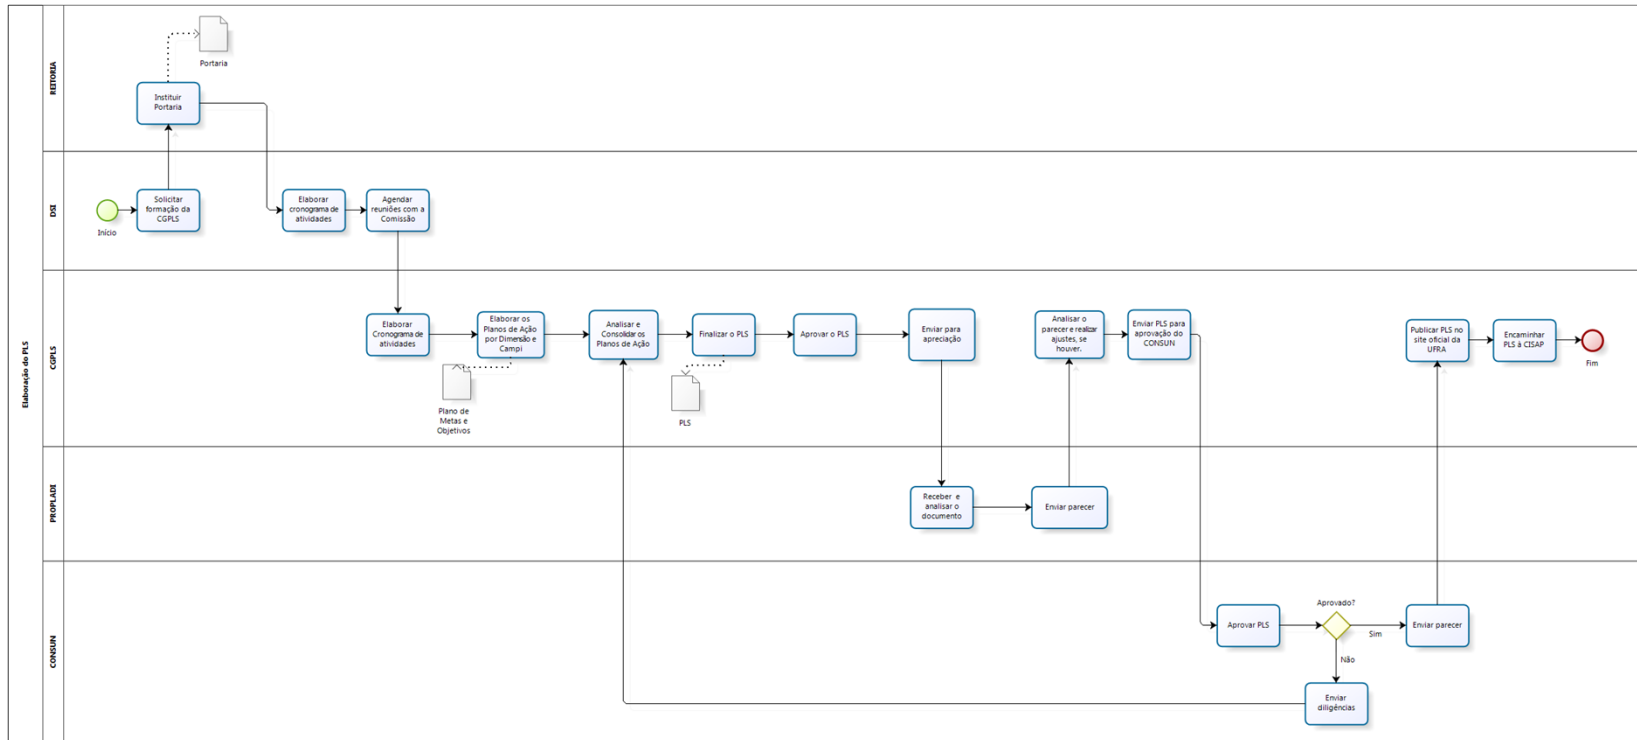 Elaboração do PLS
REITORIA
Portaria
Instituir
Portaria
DSI
Início
Solicitar
formação da
CGPLS
Elaborar
cronograma de
atividades
Agendar
reuniões com a
Comissão
CGPLS
Elaborar
Cronograma de
atividades
Elaborar os
Planos de Ação
por Dimensão e
Campi
Plano de
Metas e
Objetivos
Analisar e
Consolidar os
Planos de Ação
Finalizar o PLS
PLS
Aprovar o PLS
Enviar para
apreciação
Analisar o
parecer e realizar
ajustes, se
houver.
Enviar PLS para
aprovação do
CONSUN
Publicar PLS no
site oficial da
UFRA
Encaminhar
PLS à CISAP
Fim
PROPLADI
Receber e
analisar o
documento
Enviar parecer
CONSUN
Aprovar PLS
Aprovado?
Sim
Não
Enviar parecer
Enviar
diligências